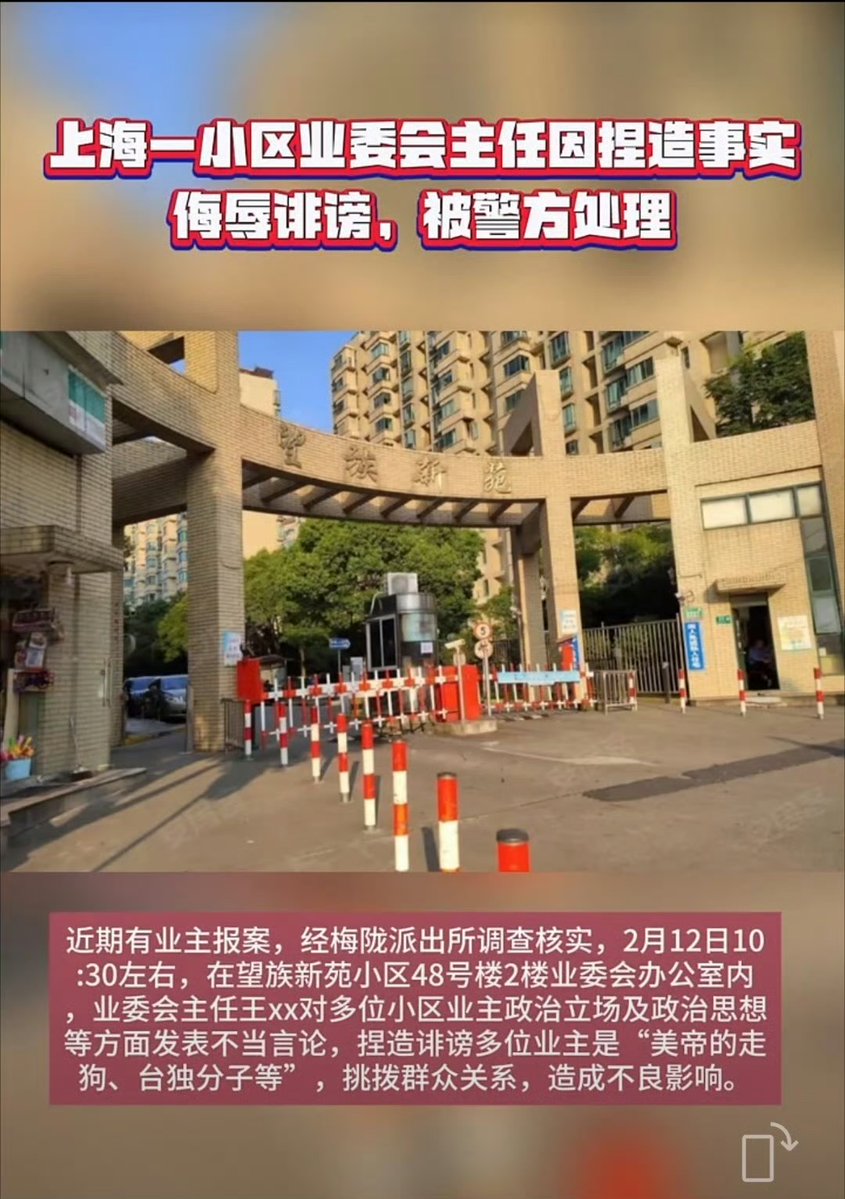 上海一小区业委会主任因捏造事实
侮辱诽谤，被警方处理
望族新苑
5
近期有业主报案，经梅陇派出所调查核实，2月12日10
:30左右，在望族新苑小区48号楼2楼业委会办公室内
，业委会主任王xx对多位小区业主政治立场及政治思想
等方面发表不当言论，捏造诽谤多位业主是“美帝的走
狗、台独分子等”，挑拨群众关系，造成不良影响。